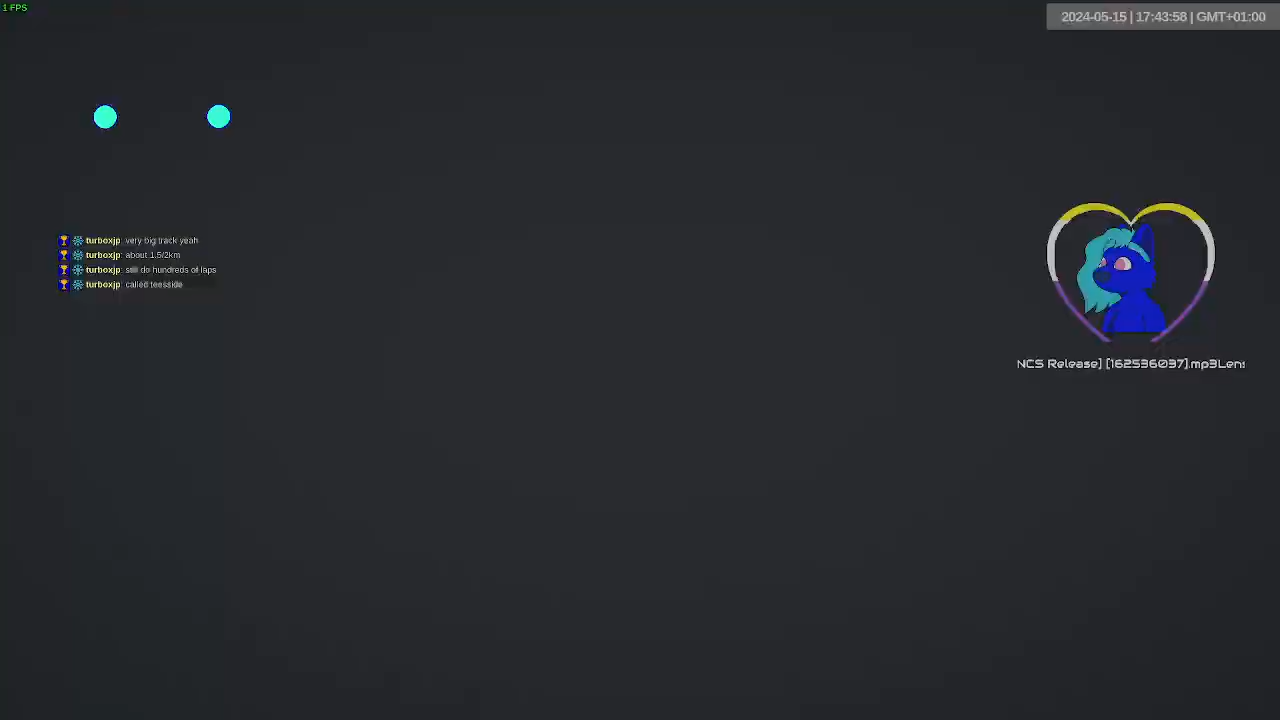 1 FPS
2024-05-15 | 17:43:58 | GMT+01:00
turboxjp: very big track yeah
turboxjp: about 1.5/2km
turboxjp: still do hundreds of laps
turboxjp: called teesside
NCS Release] [162536037].mp3Lens